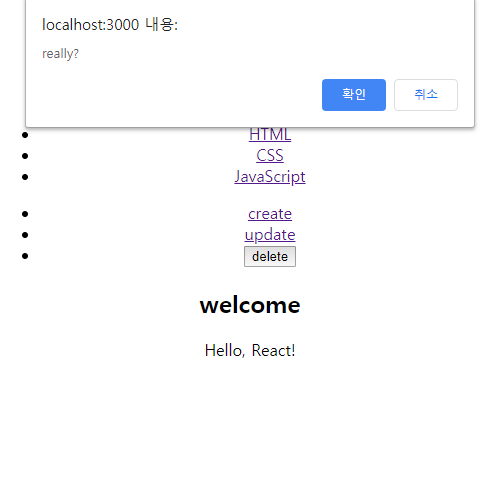 localhost:3000 내용:
really?
확인 취소
HTML
CSS
JavaScript
create
update
delete
welcome
Hello, React!